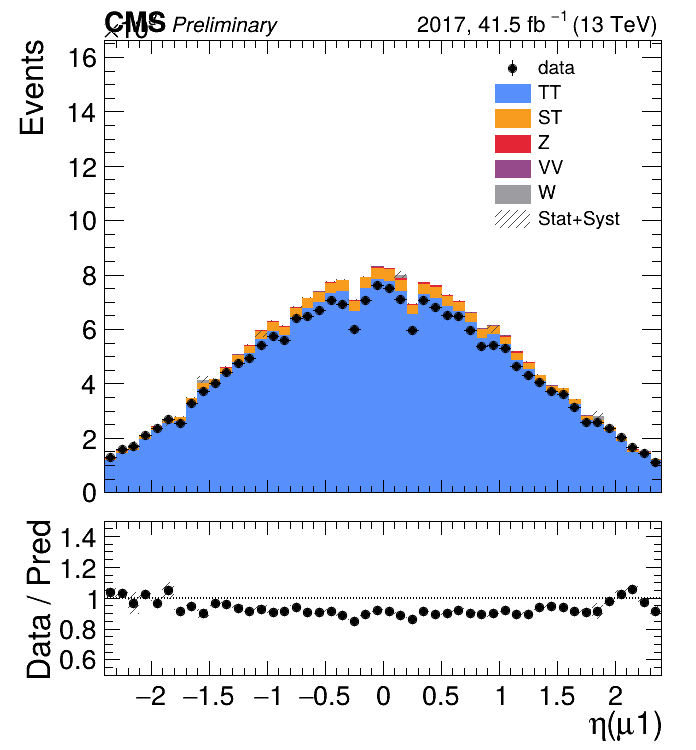 CMS Preliminary 2017, 41.5 fb⁻¹ (13 TeV)
Events
16
14
12
10
8
6
4
2
0
data
TT
ST
Z
VV
W
Stat+Syst
Data / Pred
1.4
1.2
1
0.8
0.6
−2 −1.5 −1 −0.5 0 0.5 1 1.5 2
η(μ1)